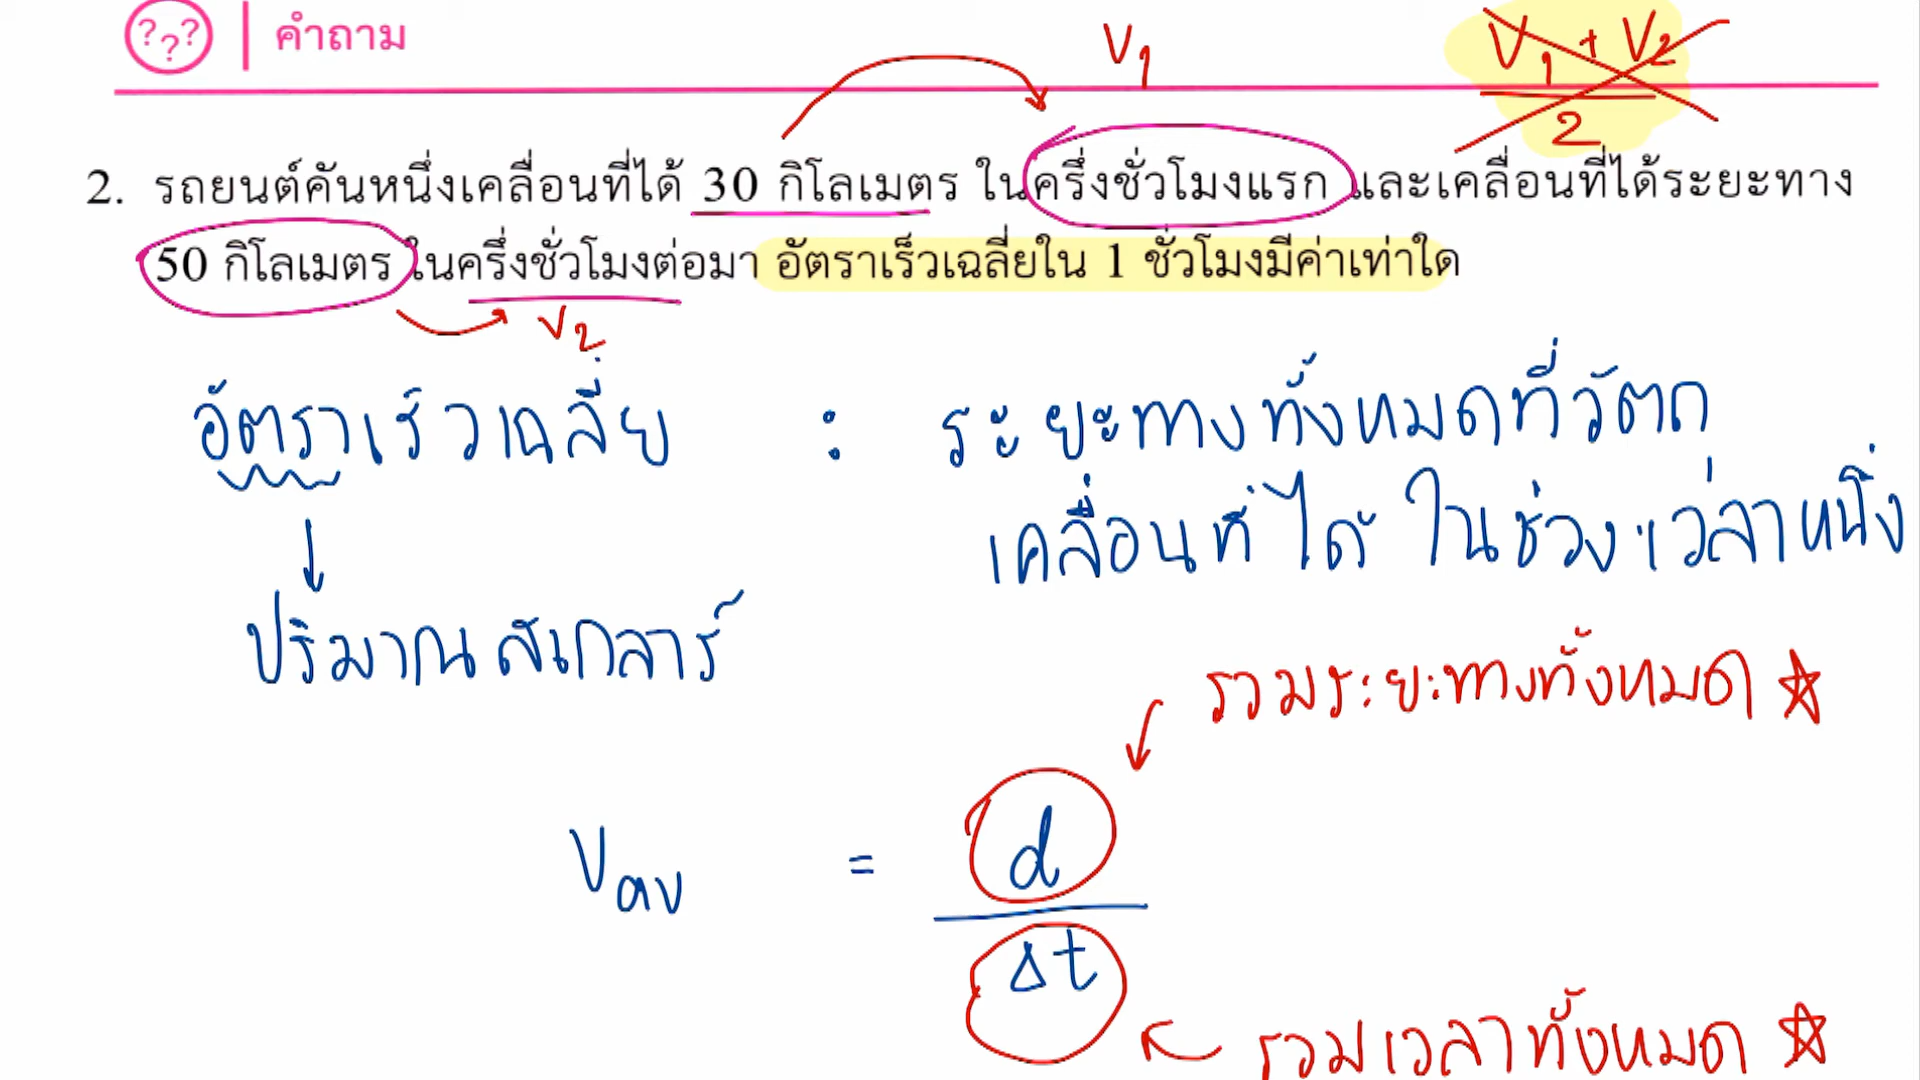 ???
คำถาม
V1
V1 + V2
2
2. รถยนต์คันหนึ่งเคลื่อนที่ได้ 30 กิโลเมตร ในครึ่งชั่วโมงแรก และเคลื่อนที่ได้ระยะทาง
50 กิโลเมตร ในครึ่งชั่วโมงต่อมา อัตราเร็วเฉลี่ยใน 1 ชั่วโมงมีค่าเท่าใด
V2
อัตราเร็วเฉลี่ย : ระยะทางทั้งหมดที่วัตถุ
เคลื่อนที่ได้ ในช่วงเวลาหนึ่ง
ปริมาณสเกลาร์
รวมระยะทางทั้งหมด ☆
Vav = d
Δt
รวมเวลาทั้งหมด ☆